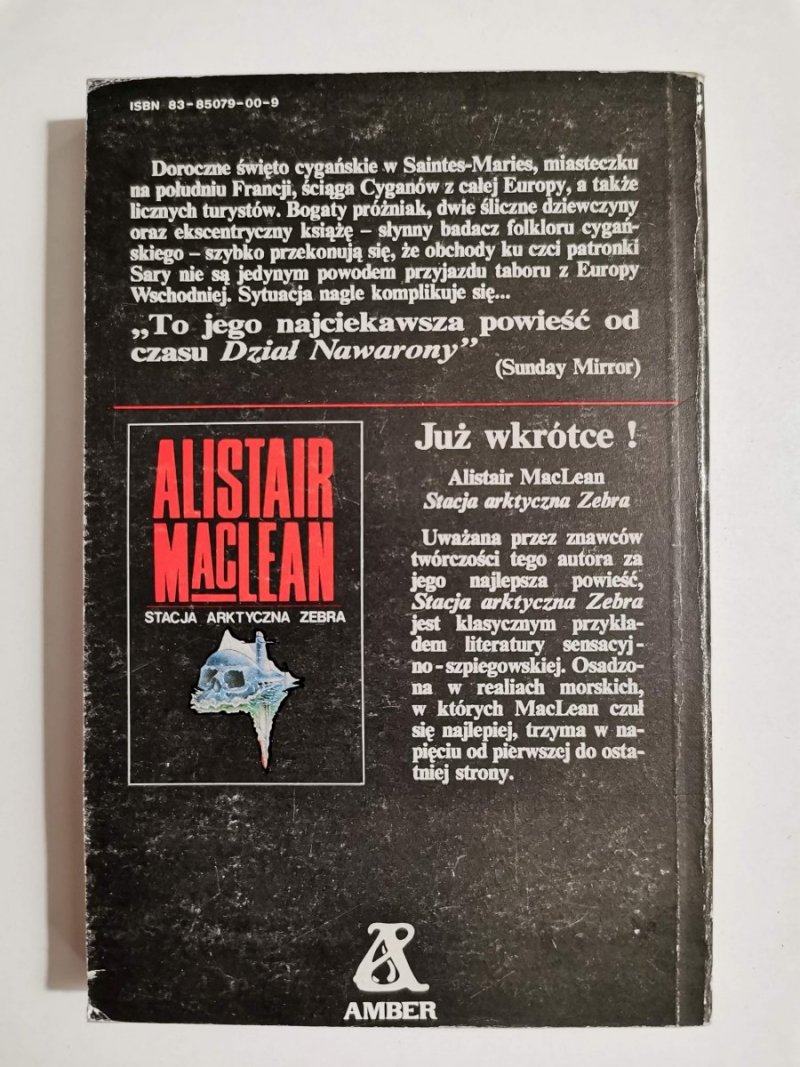 ISBN 83-85079-00-9
Doroczne święto cygańskie w Saintes-Maries, miasteczku
na południu Francji, ściąga Cyganów z całej Europy, a także
licznych turystów. Bogaty próżniak, dwie śliczne dziewczyny
oraz ekscentryczny książę – słynny badacz folkloru cygań-
skiego – szybko przekonują się, że obchody ku czci patronki
Sary nie są jedynym powodem przyjazdu taboru z Europy
Wschodniej. Sytuacja nagle komplikuje się...
„To jego najciekawsza powieść od
czasu Dział Nawarony”
(Sunday Mirror)
ALISTAIR
MACLEAN
STACJA ARKTYCZNA ZEBRA
Już wkrótce !
Alistair MacLean
Stacja arktyczna Zebra
Uważana przez znawców
twórczości tego autora za
jego najlepsza powieść,
Stacja arktyczna Zebra
jest klasycznym przykła-
dem literatury sensacyj-
no-szpiegowskiej. Osadzo-
na w realiach morskich,
w których MacLean czuł
się najlepiej, trzyma w na-
pięciu od pierwszej do osta-
tniej strony.
AMBER